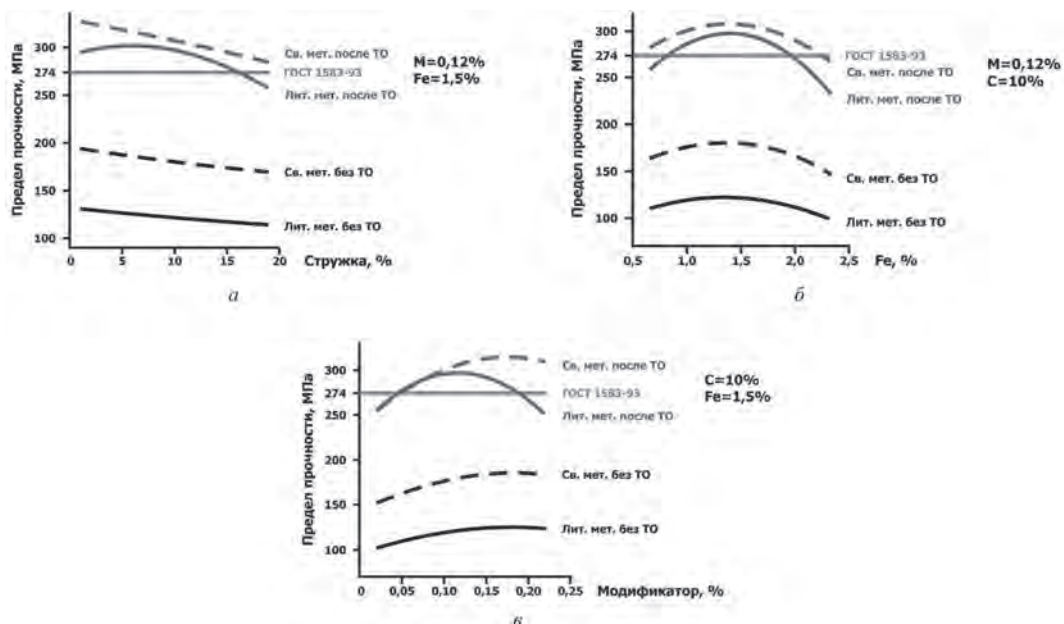 Предел прочности, МПа
300
274
250
200
150
100
0
5
10
15
20
Стружка, %
Св. мет. после ТО
ГОСТ 1583-93
Лит. мет. после ТО
Св. мет. без ТО
Лит. мет. без ТО
М=0,12%
Fe=1,5%
а
Предел прочности, МПа
300
274
250
300
150
100
0,5
1,0
1,5
2,0
2,5
Fe, %
ГОСТ 1583-93
Св. мет. после ТО
Лит. мет. после ТО
Св. мет. без ТО
Лит. мет. без ТО
М=0,12%
С=10%
б
Предел прочности, МПа
300
274
250
200
150
100
0
0,05
0,10
0,15
0,20
0,25
Модификатор, %
Св. мет. после ТО
ГОСТ 1583-93
Лит. мет. после ТО
Св. мет. без ТО
Лит. мет. без ТО
С=10%
Fe=1,5%
в